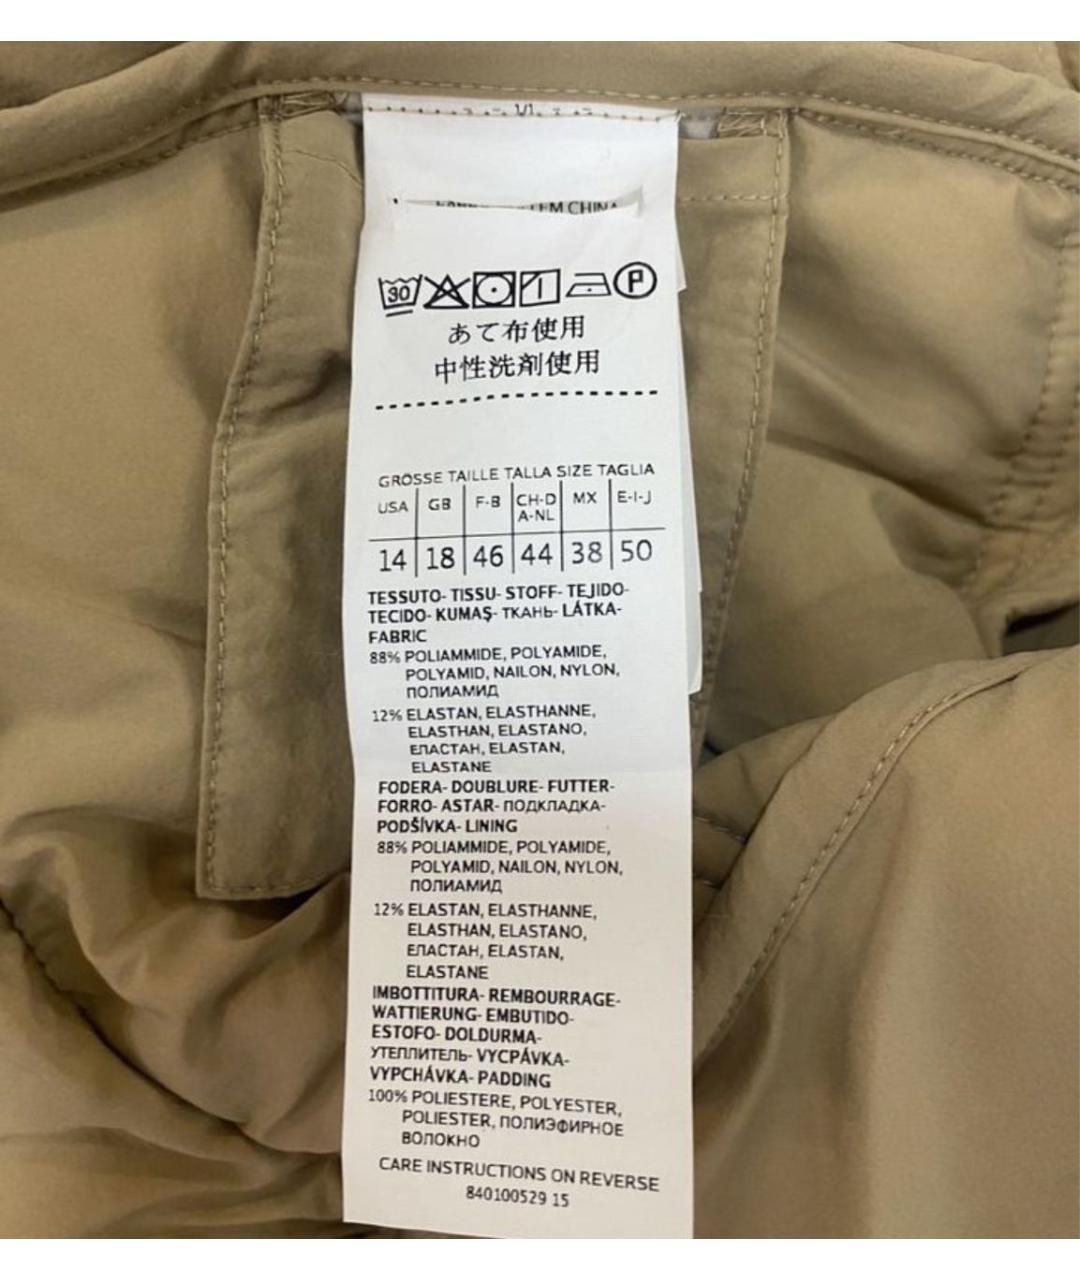 CHINA
30 P
あて布使用
中性洗剤使用
GRÖSSE TAILLE TALLA SIZE TAGLIA
USA GB F-B CH-D A-NL MX E-I-J
14 18 46 44 38 50
TESSUTO- TISSU- STOFF- TEJIDO-
TECIDO- KUMAŞ- ТКАНЬ- LÁTKA-
FABRIC
88% POLIAMMIDE, POLYAMIDE,
POLYAMID, NAILON, NYLON,
ПОЛИАМИД
12% ELASTAN, ELASTHANNE,
ELASTHAN, ELASTANO,
ЕЛАСТАН, ELASTAN,
ELASTANE
FODERA- DOUBLURE- FUTTER-
FORRO- ASTAR- ПОДКЛАДКА-
PODŠÍVKA- LINING
88% POLIAMMIDE, POLYAMIDE,
POLYAMID, NAILON, NYLON,
ПОЛИАМИД
12% ELASTAN, ELASTHANNE,
ELASTHAN, ELASTANO,
ЕЛАСТАН, ELASTAN,
ELASTANE
IMBOTTITURA- REMBOURRAGE-
WATTIERUNG- EMBUTIDO-
ESTOFO- DOLDURMA-
УТЕПЛИТЕЛЬ- VYCPÁVKA-
VYPCHÁVKA- PADDING
100% POLIESTERE, POLYESTER,
POLIESTER, ПОЛИЭФИРНОЕ
ВОЛОКНО
CARE INSTRUCTIONS ON REVERSE
840100529 15